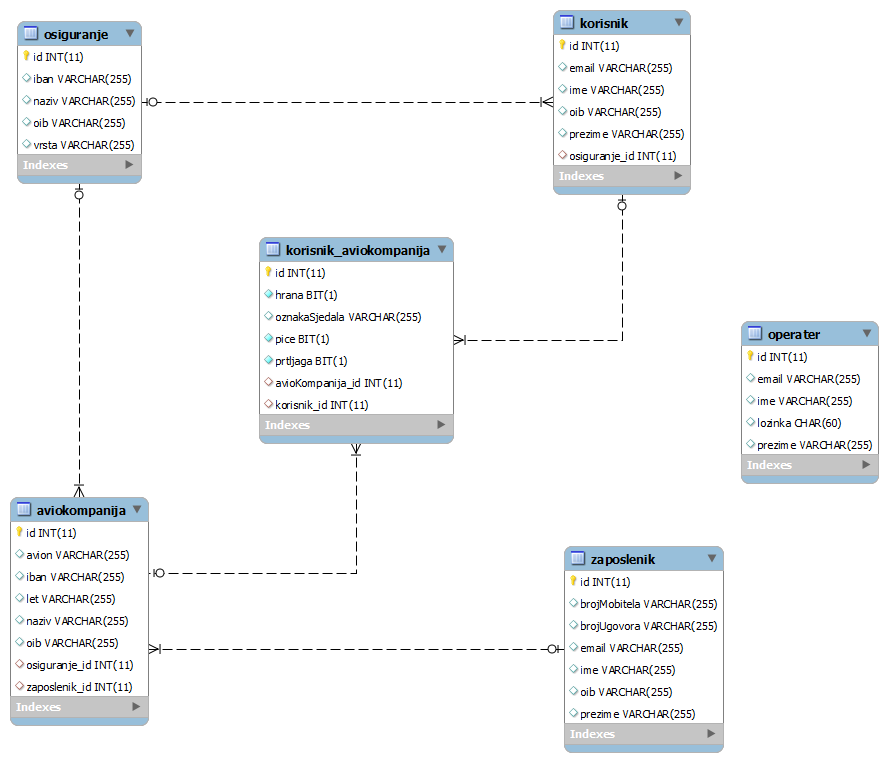 osiguranje
id INT(11)
iban VARCHAR(255)
naziv VARCHAR(255)
oib VARCHAR(255)
vrsta VARCHAR(255)
Indexes
korisnik
id INT(11)
email VARCHAR(255)
ime VARCHAR(255)
oib VARCHAR(255)
prezime VARCHAR(255)
osiguranje_id INT(11)
Indexes
korisnik_aviokompanija
id INT(11)
hrana BIT(1)
oznakaSjedala VARCHAR(255)
pice BIT(1)
prtljaga BIT(1)
avioKompanija_id INT(11)
korisnik_id INT(11)
Indexes
operater
id INT(11)
email VARCHAR(255)
ime VARCHAR(255)
lozinka CHAR(60)
prezime VARCHAR(255)
Indexes
aviokompanija
id INT(11)
avion VARCHAR(255)
iban VARCHAR(255)
let VARCHAR(255)
naziv VARCHAR(255)
oib VARCHAR(255)
osiguranje_id INT(11)
zaposlenik_id INT(11)
Indexes
zaposlenik
id INT(11)
brojMobitela VARCHAR(255)
brojUgovora VARCHAR(255)
email VARCHAR(255)
ime VARCHAR(255)
oib VARCHAR(255)
prezime VARCHAR(255)
Indexes